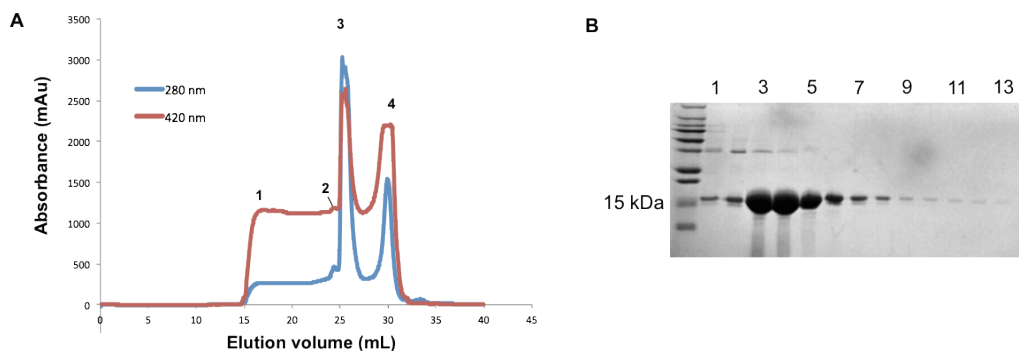 A
Absorbance (mAu)
3500
3000
2500
2000
1500
1000
500
0
0 5 10 15 20 25 30 35 40 45
Elution volume (mL)
280 nm
420 nm
1
2
3
4
B
1 3 5 7 9 11 13
15 kDa